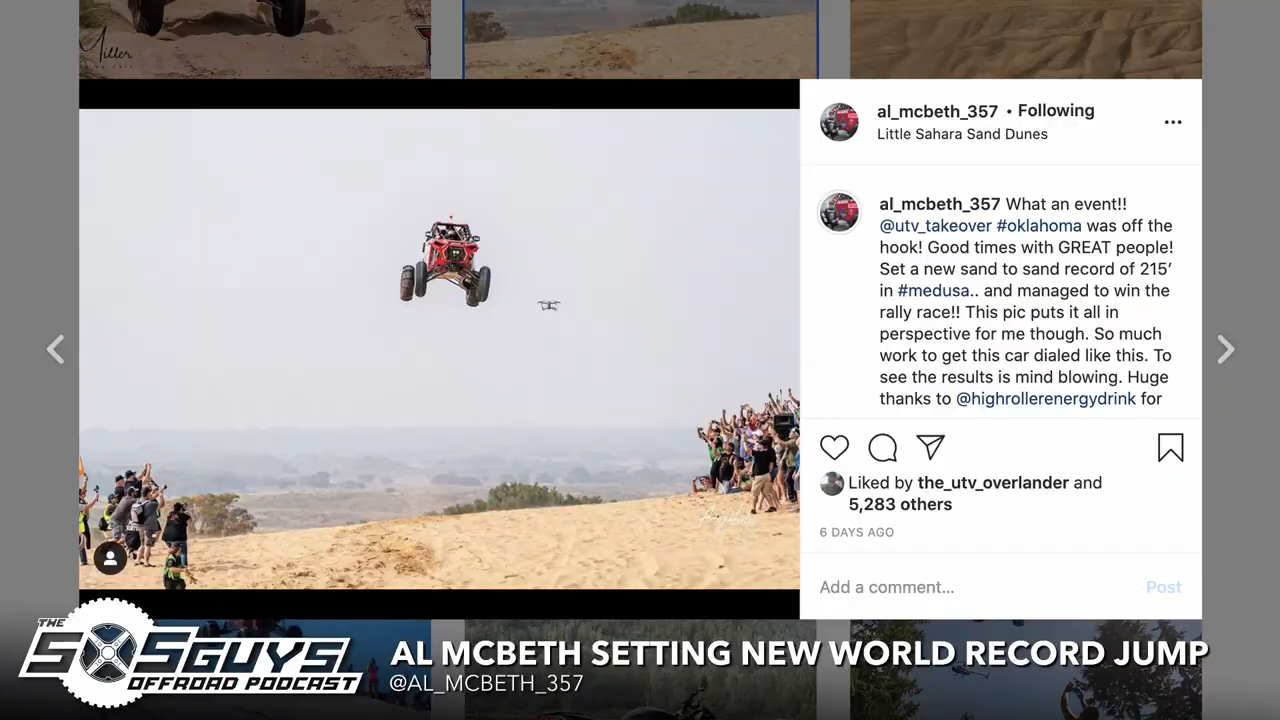 Miller
al_mcbeth_357 • Following
Little Sahara Sand Dunes
...
al_mcbeth_357 What an event!!
@utv_takeover #oklahoma was off the
hook! Good times with GREAT people!
Set a new sand to sand record of 215’
in #medusa.. and managed to win the
rally race!! This pic puts it all in
perspective for me though. So much
work to get this car dialed like this. To
see the results is mind blowing. Huge
thanks to @highrollerenergydrink for
Liked by the_utv_overlander and
5,283 others
6 DAYS AGO
Add a comment... Post
THE
SXSGUYS
OFFROAD PODCAST
AL MCBETH SETTING NEW WORLD RECORD JUMP
@AL_MCBETH_357